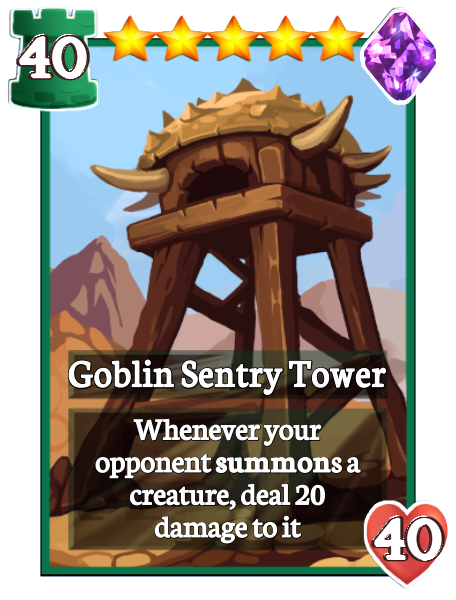 40
Goblin Sentry Tower
Whenever your
opponent summons a
creature, deal 20
damage to it
40